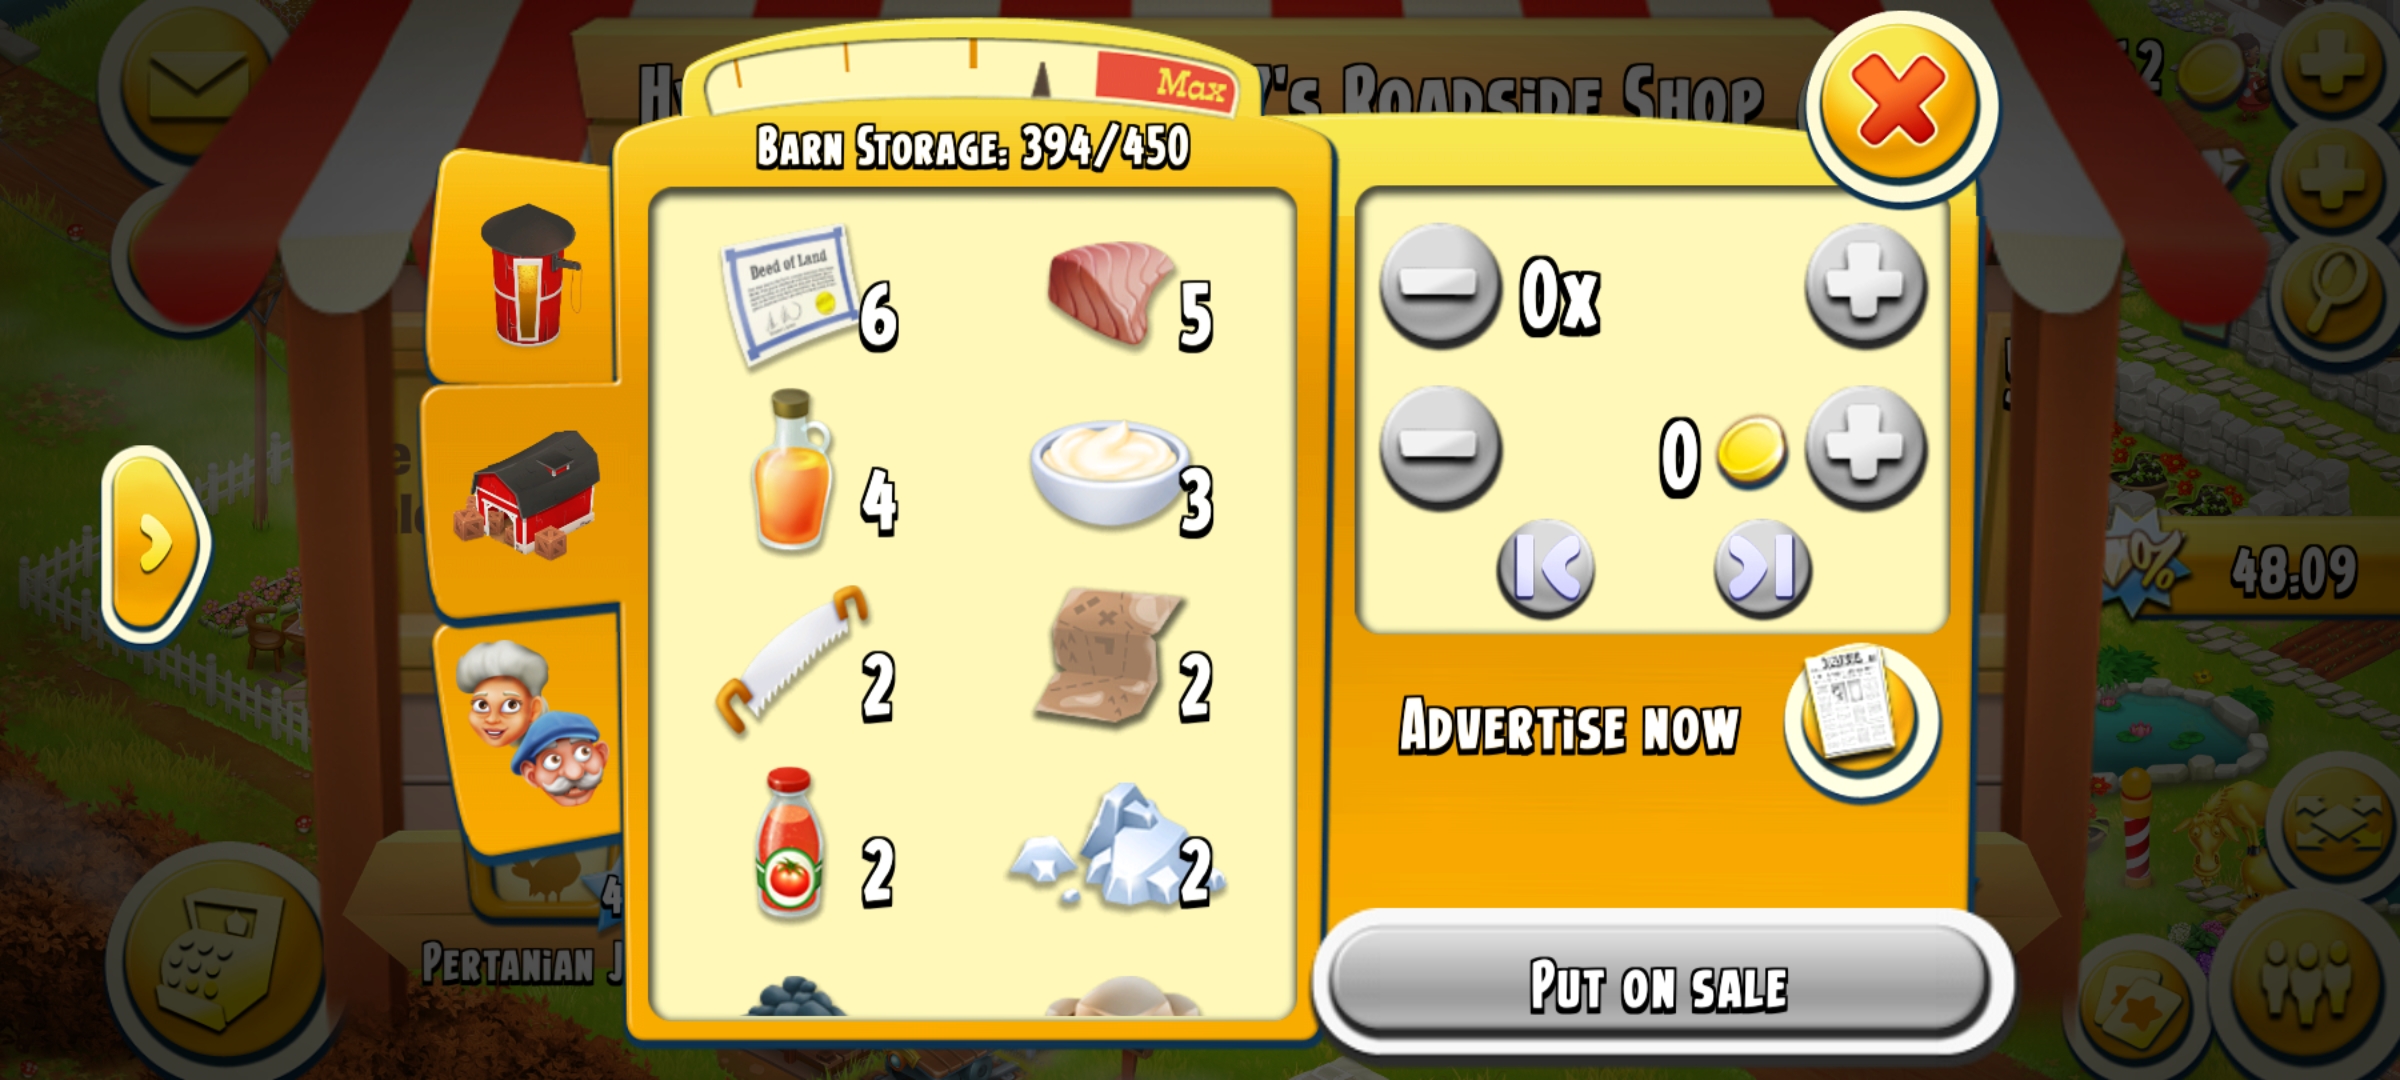 Max
's Roadside Shop
Barn Storage: 394/450
Deed of Land
6
5
4
3
2
2
2
2
0x
0
Advertise now
Put on sale
48:09
Pertanian J